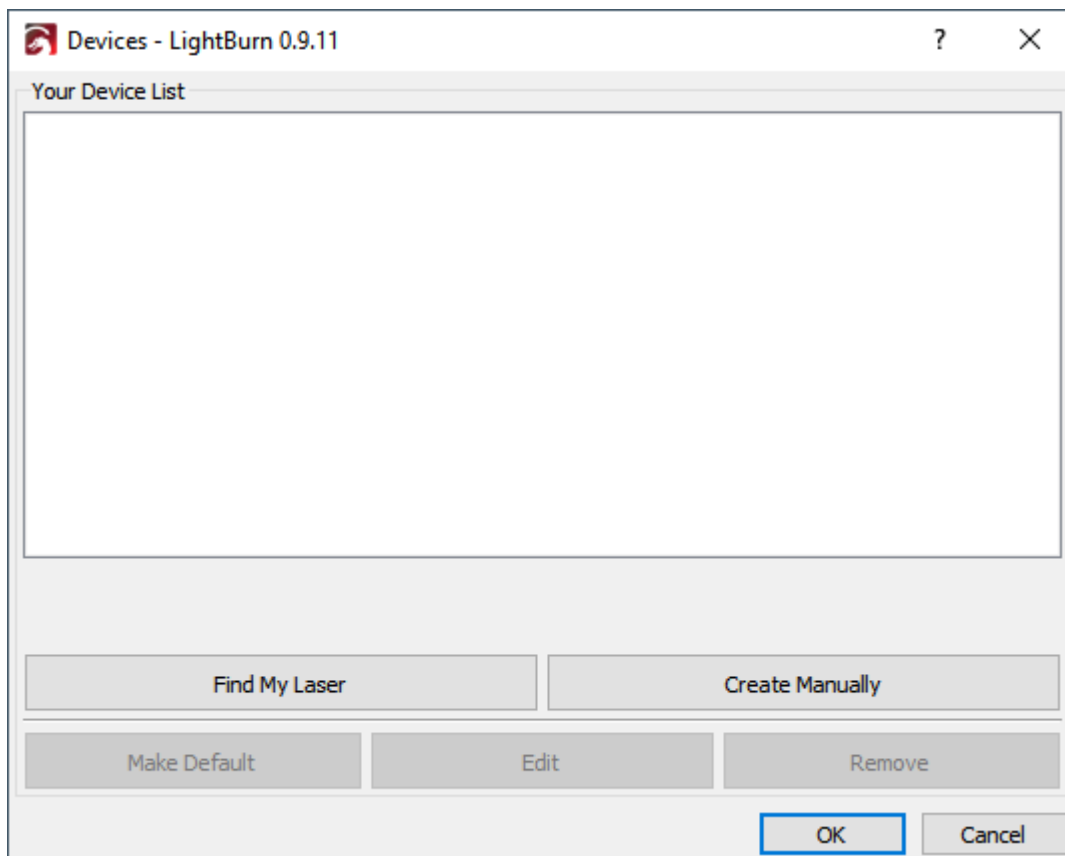 Devices - LightBurn 0.9.11 ?
Your Device List
Find My Laser Create Manually
Make Default Edit Remove
OK Cancel